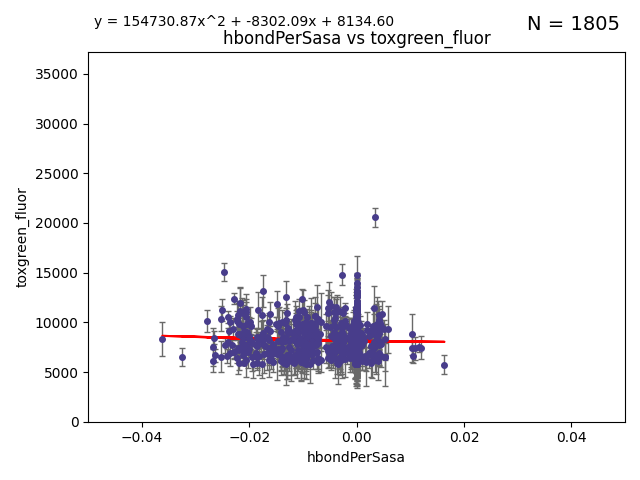 y = 154730.87x^2 + -8302.09x + 8134.60
N = 1805
hbondPerSasa vs toxgreen_fluor
35000
30000
25000
20000
15000
10000
5000
0
toxgreen_fluor
−0.04
−0.02
0.00
0.02
0.04
hbondPerSasa